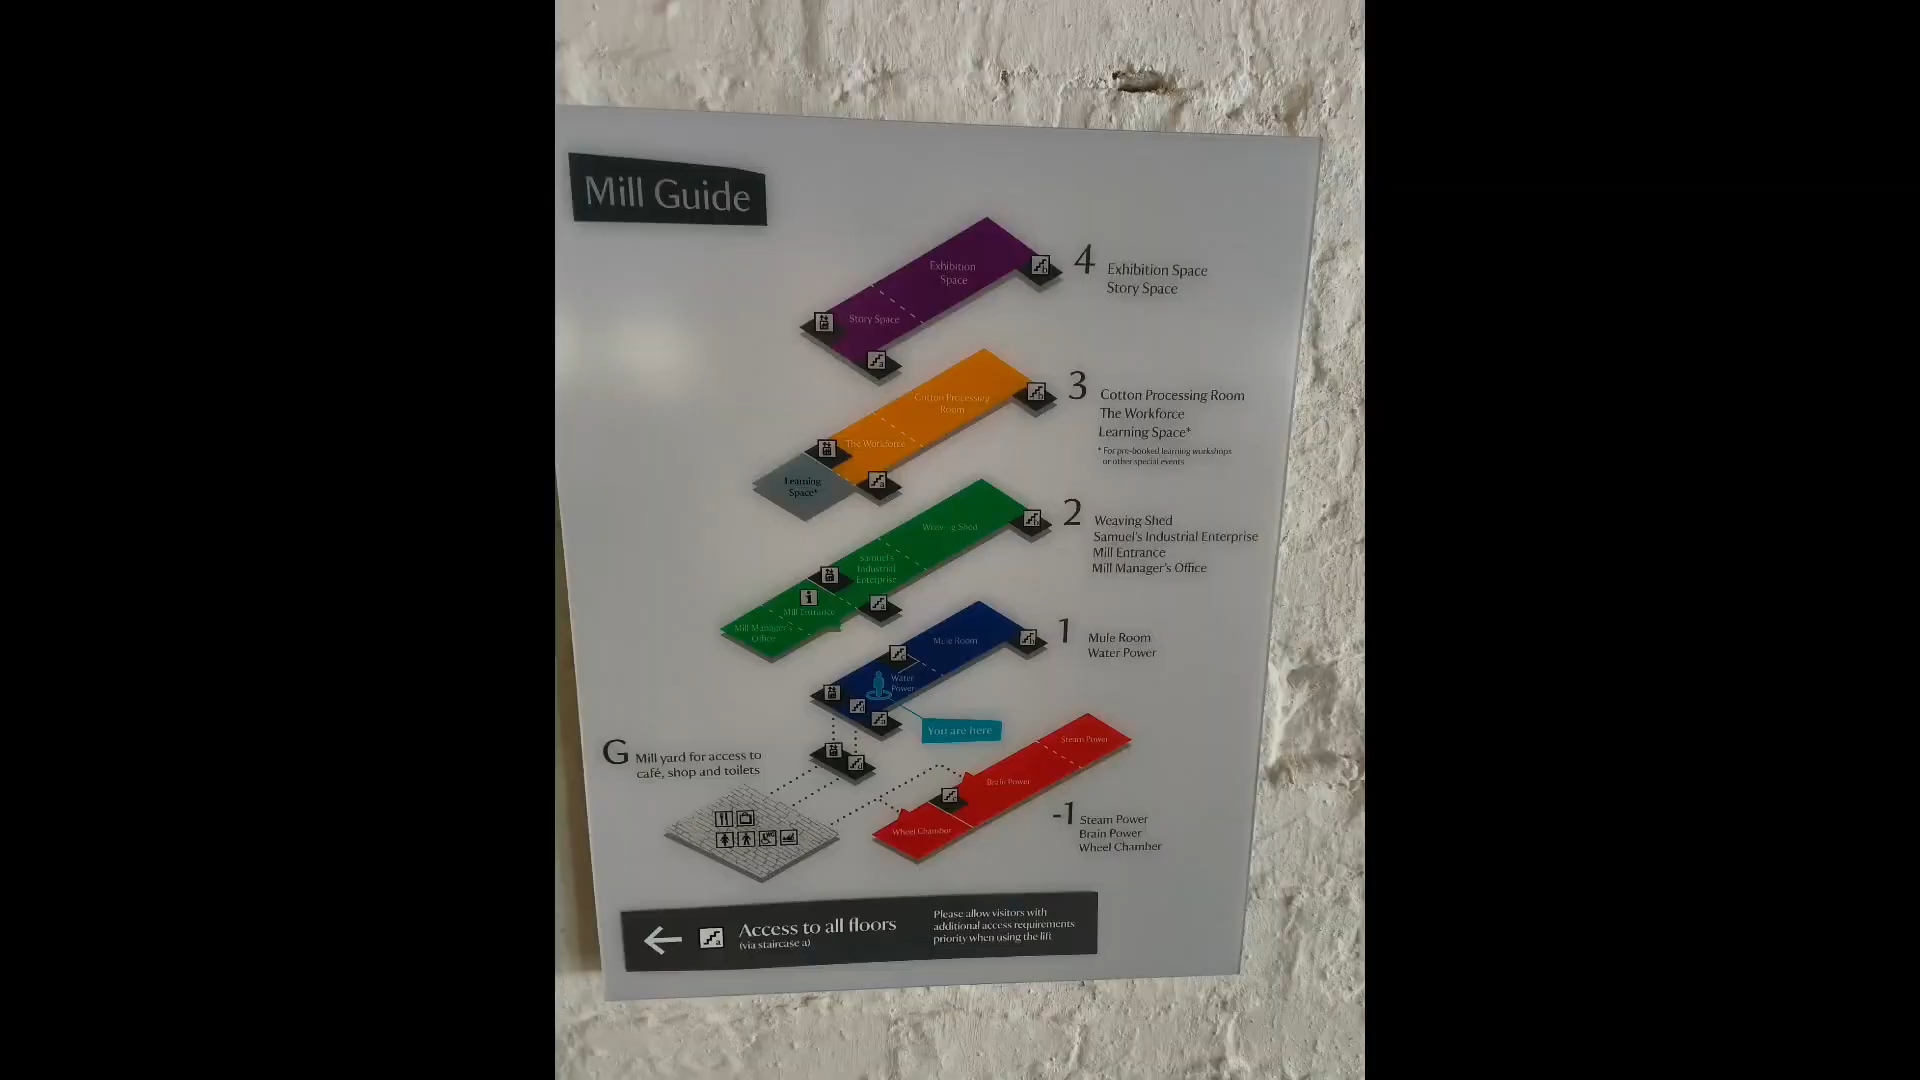 Mill Guide
Exhibition
Space
Story Space
4
Exhibition Space
Story Space
Cotton Processing
Room
The Workforce
Learning
Space*
3
Cotton Processing Room
The Workforce
Learning Space*
* For pre-booked learning workshops
or other special events
Weaving Shed
Samuel's
Industrial
Enterprise
Mill Entrance
Mill Manager's
Office
2
Weaving Shed
Samuel's Industrial Enterprise
Mill Entrance
Mill Manager's Office
Mule Room
Water
Power
You are here
1
Mule Room
Water Power
G
Mill yard for access to
café, shop and toilets
Steam Power
Brain Power
Wheel Chamber
-1
Steam Power
Brain Power
Wheel Chamber
a
Access to all floors
(via staircase a)
Please allow visitors with
additional access requirements
priority when using the lift